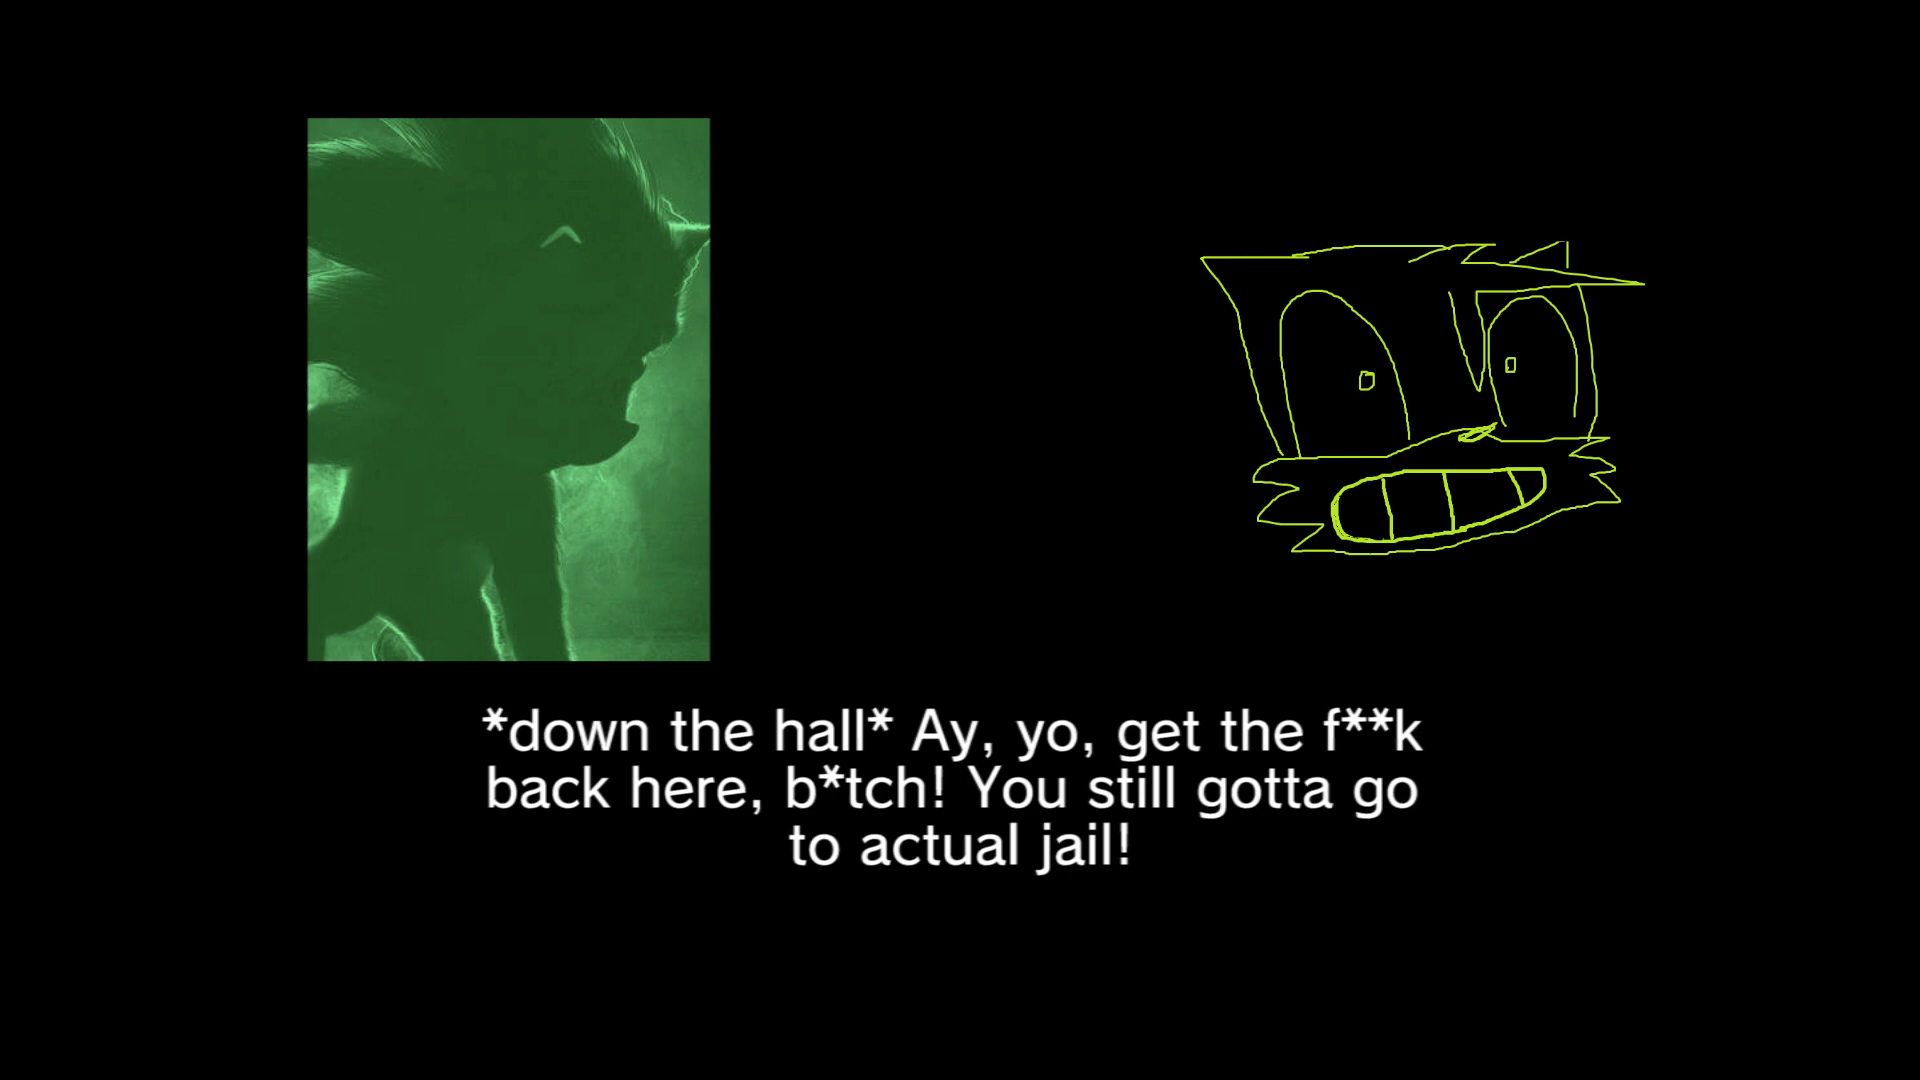 *down the hall* Ay, yo, get the f**k
back here, b*tch! You still gotta go
to actual jail!